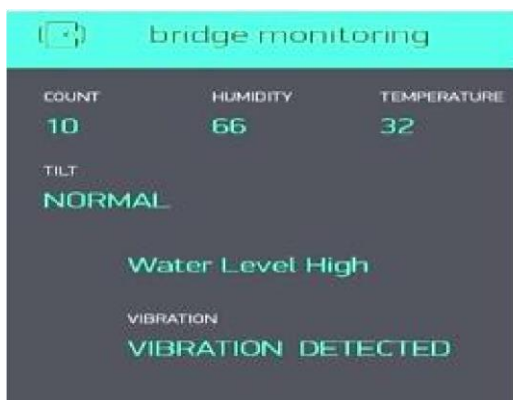 bridge monitoring
COUNT HUMIDITY TEMPERATURE
10 66 32
TILT
NORMAL
Water Level High
VIBRATION
VIBRATION DETECTED